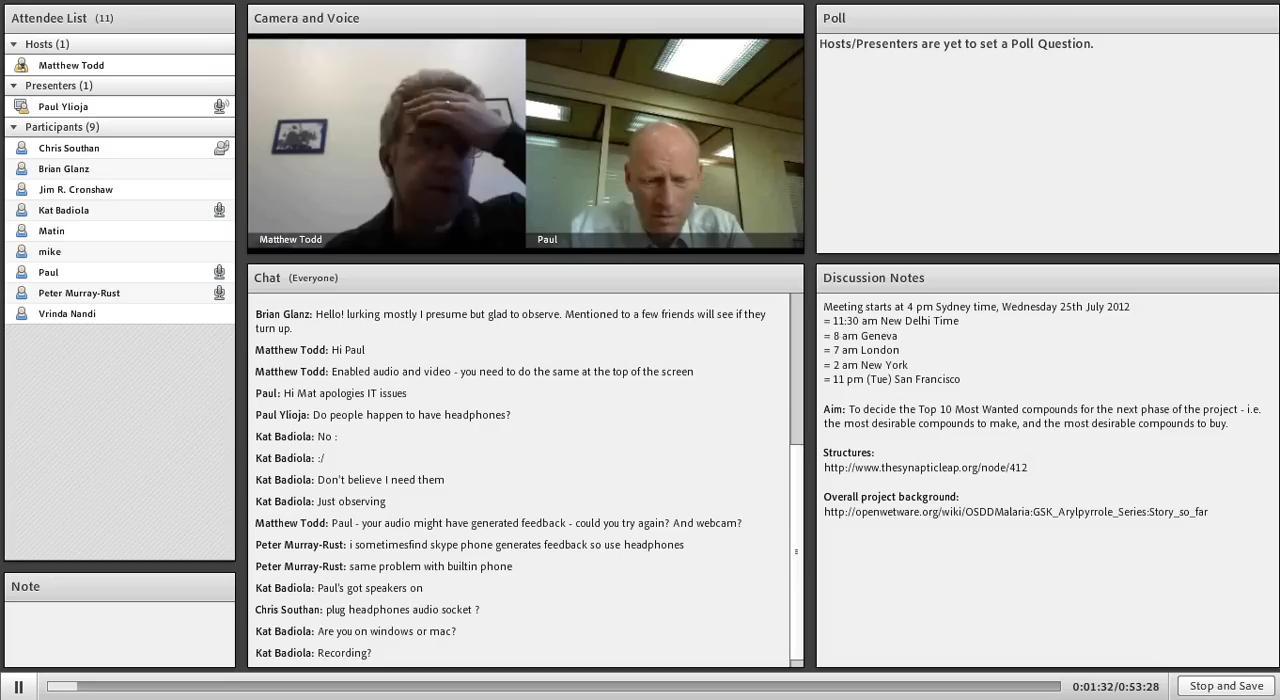 Attendee List (11)
Hosts (1)
Matthew Todd
Presenters (1)
Paul Ylioja
Participants (9)
Chris Southan
Brian Glanz
Jim R. Cronshaw
Kat Badiola
Matin
mike
Paul
Peter Murray-Rust
Vrinda Nandi
Note
Camera and Voice
Matthew Todd
Paul
Chat (Everyone)
Brian Glanz: Hello! lurking mostly I presume but glad to observe. Mentioned to a few friends will see if they
turn up.
Matthew Todd: Hi Paul
Matthew Todd: Enabled audio and video - you need to do the same at the top of the screen
Paul: Hi Mat apologies IT issues
Paul Ylioja: Do people happen to have headphones?
Kat Badiola: No :
Kat Badiola: :/
Kat Badiola: Don't believe I need them
Kat Badiola: Just observing
Matthew Todd: Paul - your audio might have generated feedback - could you try again? And webcam?
Peter Murray-Rust: i sometimesfind skype phone generates feedback so use headphones
Peter Murray-Rust: same problem with builtin phone
Kat Badiola: Paul's got speakers on
Chris Southan: plug headphones audio socket ?
Kat Badiola: Are you on windows or mac?
Kat Badiola: Recording?
Poll
Hosts/Presenters are yet to set a Poll Question.
Discussion Notes
Meeting starts at 4 pm Sydney time, Wednesday 25th July 2012
= 11:30 am New Delhi Time
= 8 am Geneva
= 7 am London
= 2 am New York
= 11 pm (Tue) San Francisco
Aim: To decide the Top 10 Most Wanted compounds for the next phase of the project - i.e.
the most desirable compounds to make, and the most desirable compounds to buy.
Structures:
http://www.thesynapticleap.org/node/412
Overall project background:
http://openwetware.org/wiki/OSDDMalaria:GSK_Arylpyrrole_Series:Story_so_far
0:01:32/0:53:28
Stop and Save